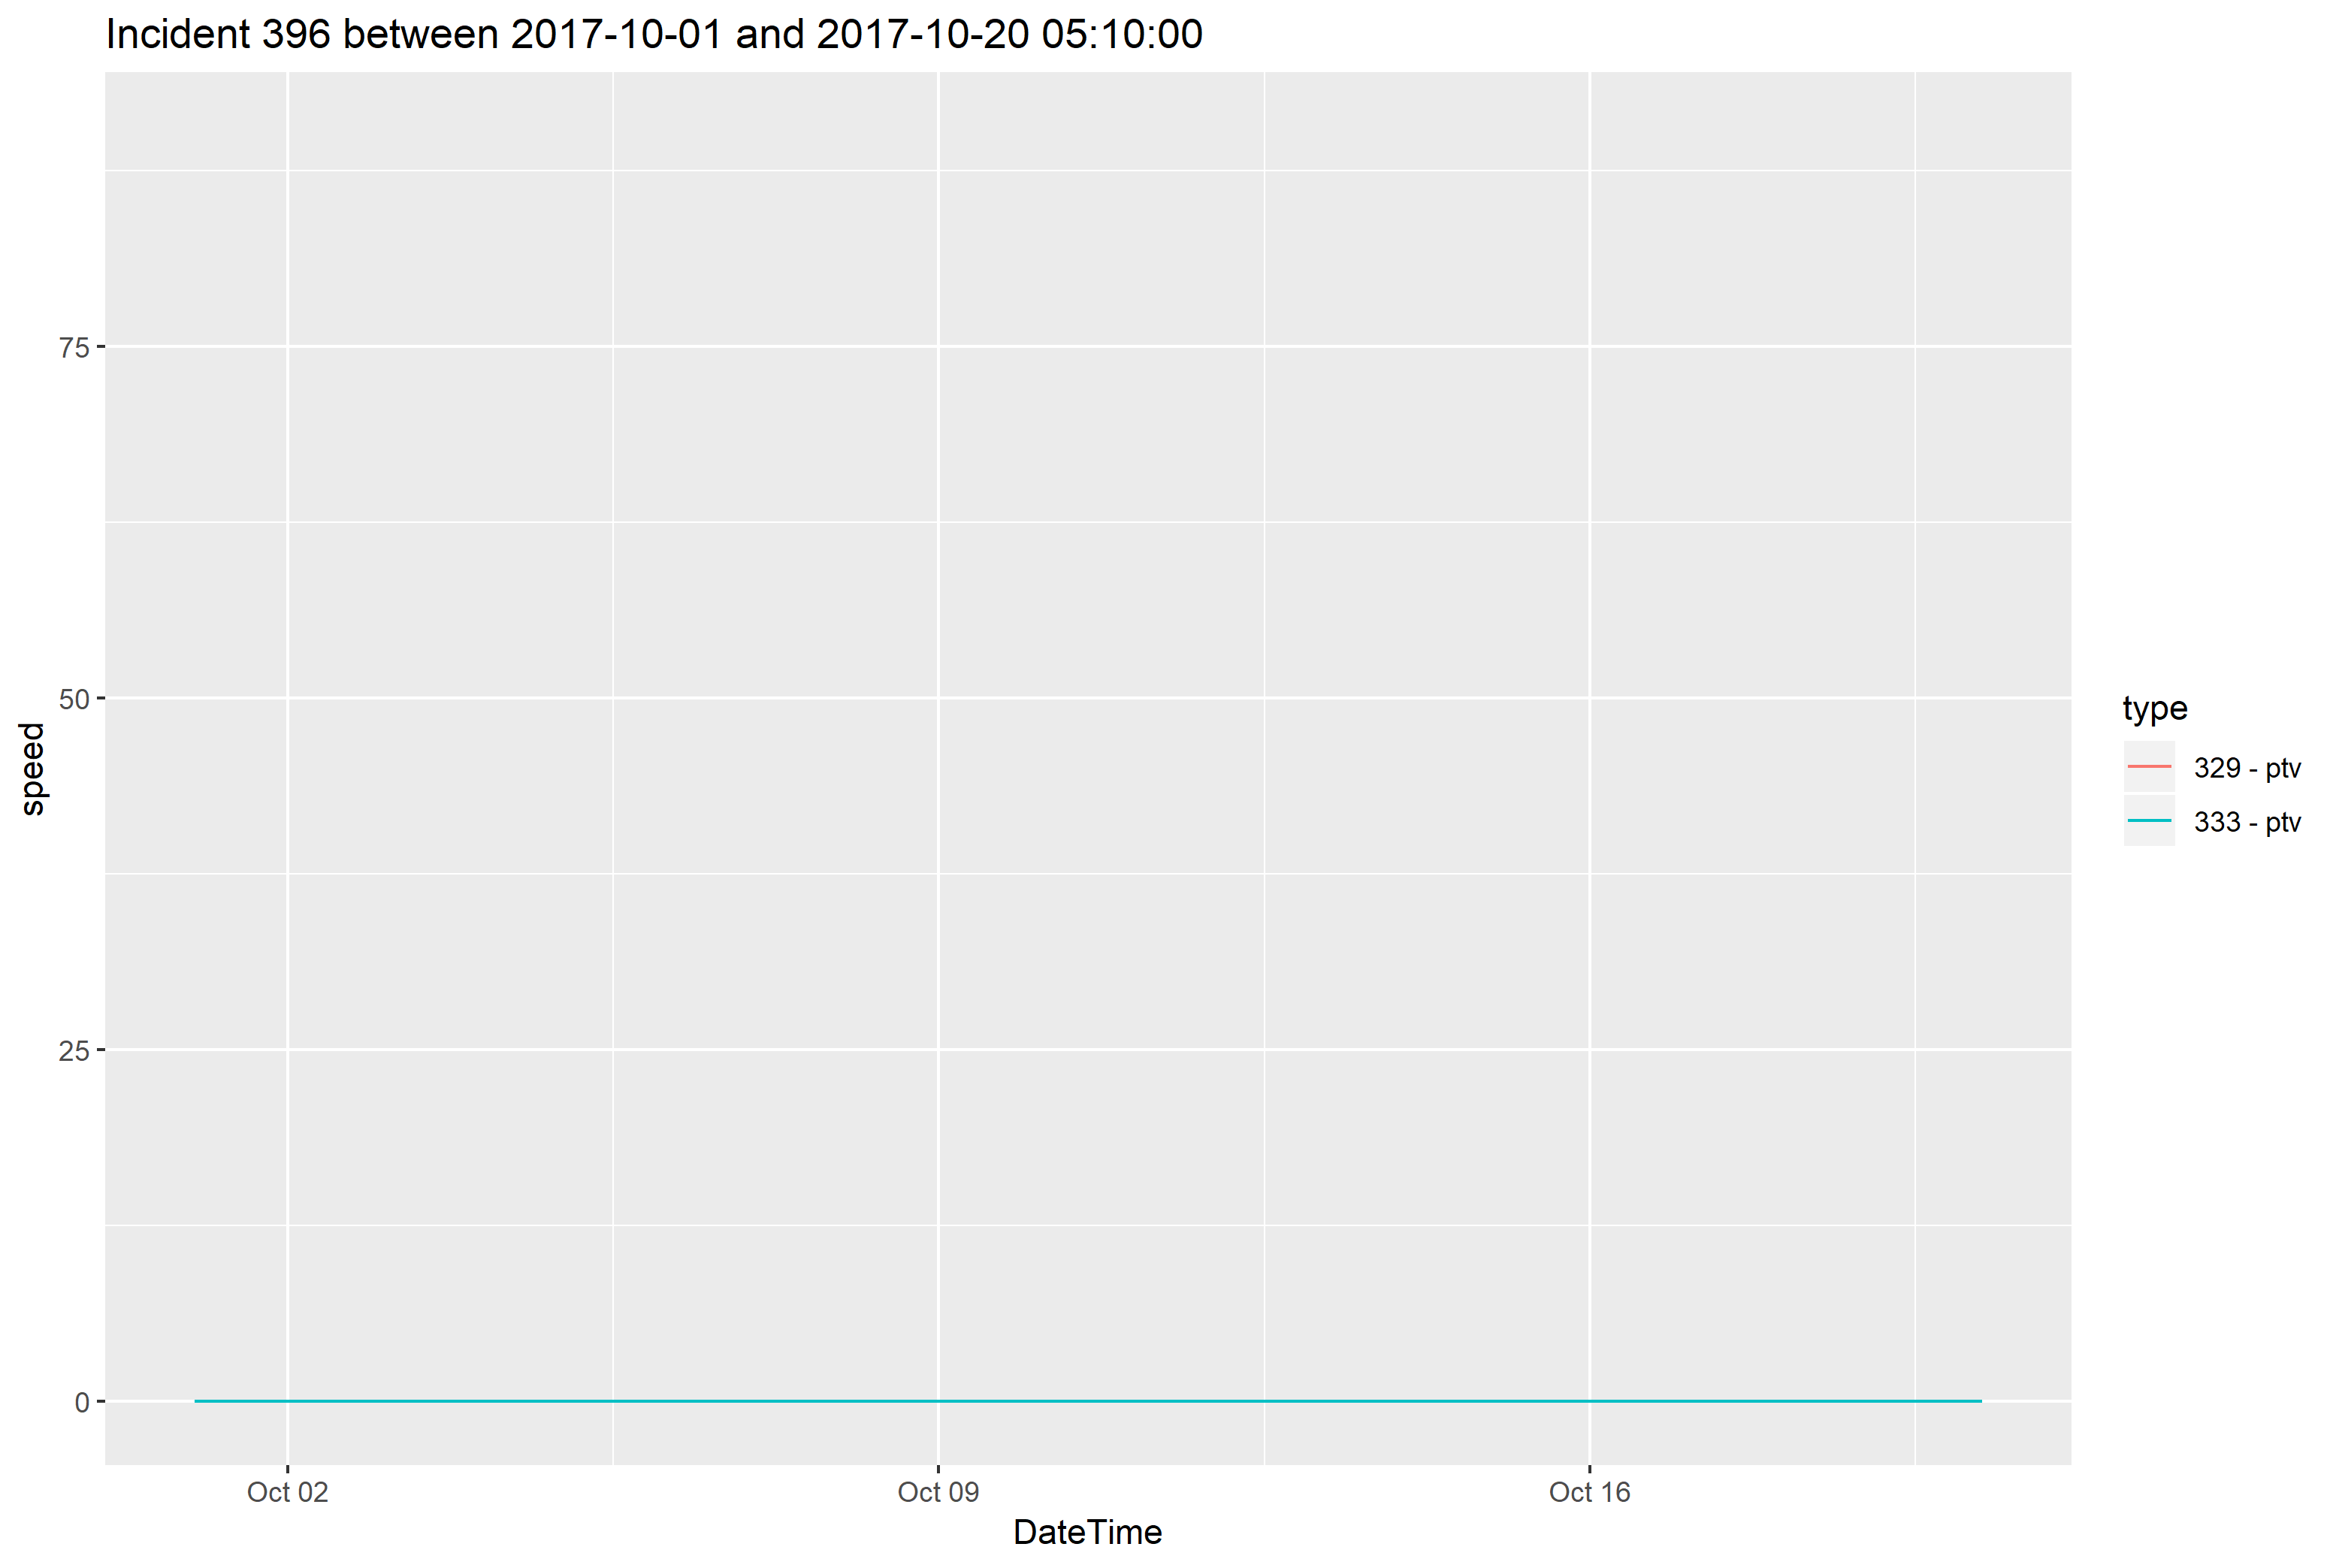 Incident 396 between 2017-10-01 and 2017-10-20 05:10:00
75
50
25
0
speed
Oct 02
Oct 09
Oct 16
DateTime
type
329 - ptv
333 - ptv